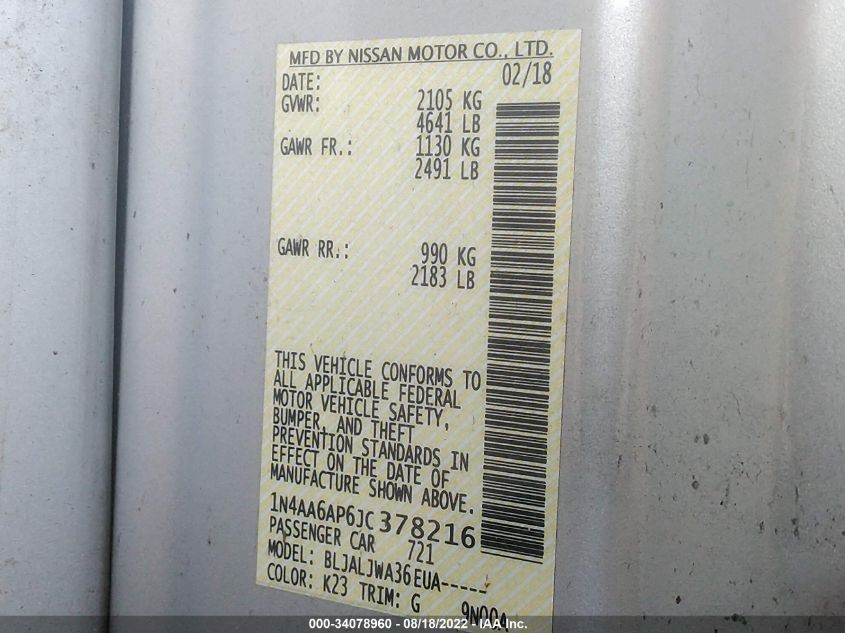 MFD BY NISSAN MOTOR CO., LTD.
DATE: 02/18
GVWR: 2105 KG
4641 LB
GAWR FR.: 1130 KG
2491 LB
GAWR RR.: 990 KG
2183 LB
THIS VEHICLE CONFORMS TO
ALL APPLICABLE FEDERAL
MOTOR VEHICLE SAFETY,
BUMPER, AND THEFT
PREVENTION STANDARDS IN
EFFECT ON THE DATE OF
MANUFACTURE SHOWN ABOVE.
1N4AA6AP6JC378216
PASSENGER CAR 721
MODEL: BLJALJWA36EUA-----
COLOR: K23 TRIM: G 9N00A
000-34078960 - 08/18/2022 - IAA Inc.